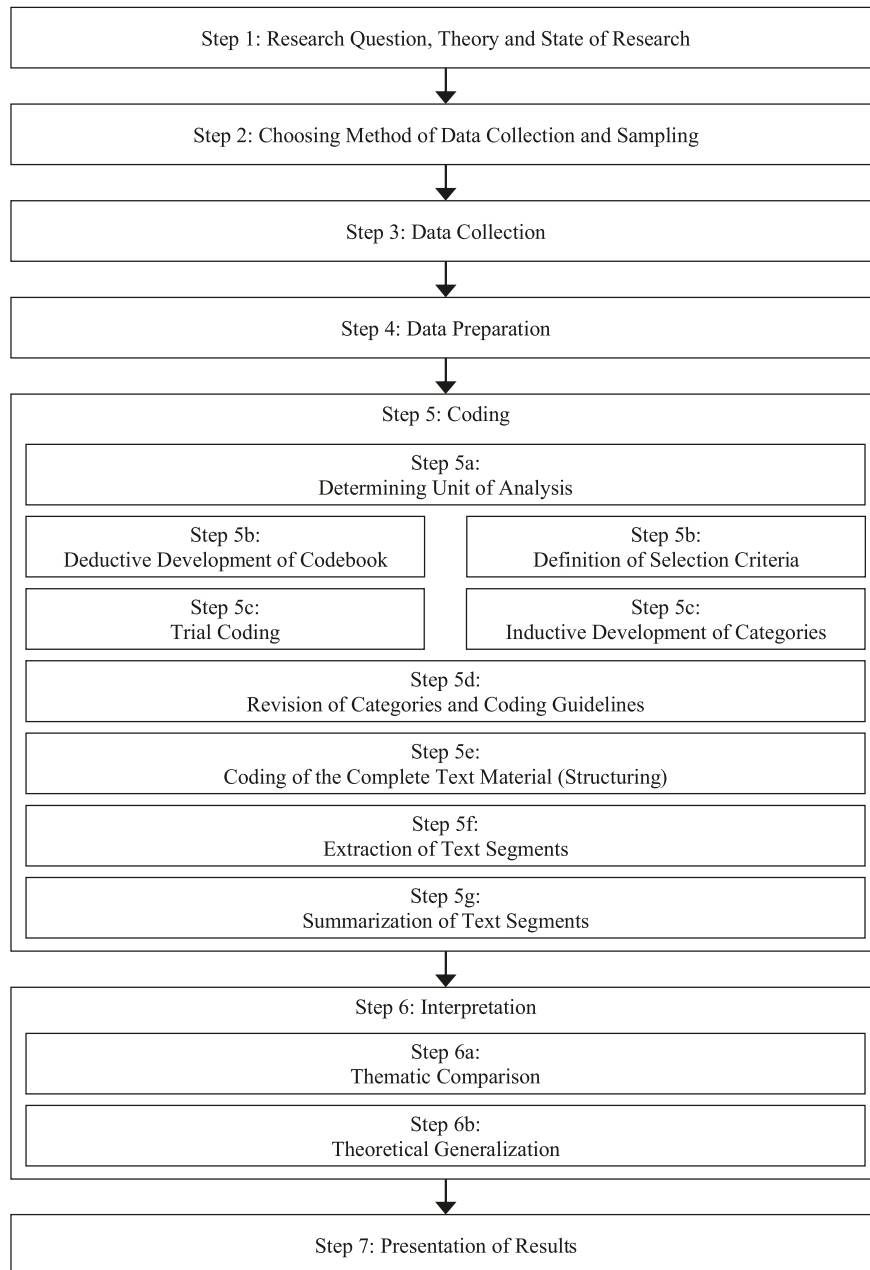 Step 1: Research Question, Theory and State of Research
Step 2: Choosing Method of Data Collection and Sampling
Step 3: Data Collection
Step 4: Data Preparation
Step 5: Coding
Step 5a:
Determining Unit of Analysis
Step 5b:
Deductive Development of Codebook
Step 5b:
Definition of Selection Criteria
Step 5c:
Trial Coding
Step 5c:
Inductive Development of Categories
Step 5d:
Revision of Categories and Coding Guidelines
Step 5e:
Coding of the Complete Text Material (Structuring)
Step 5f:
Extraction of Text Segments
Step 5g:
Summarization of Text Segments
Step 6: Interpretation
Step 6a:
Thematic Comparison
Step 6b:
Theoretical Generalization
Step 7: Presentation of Results